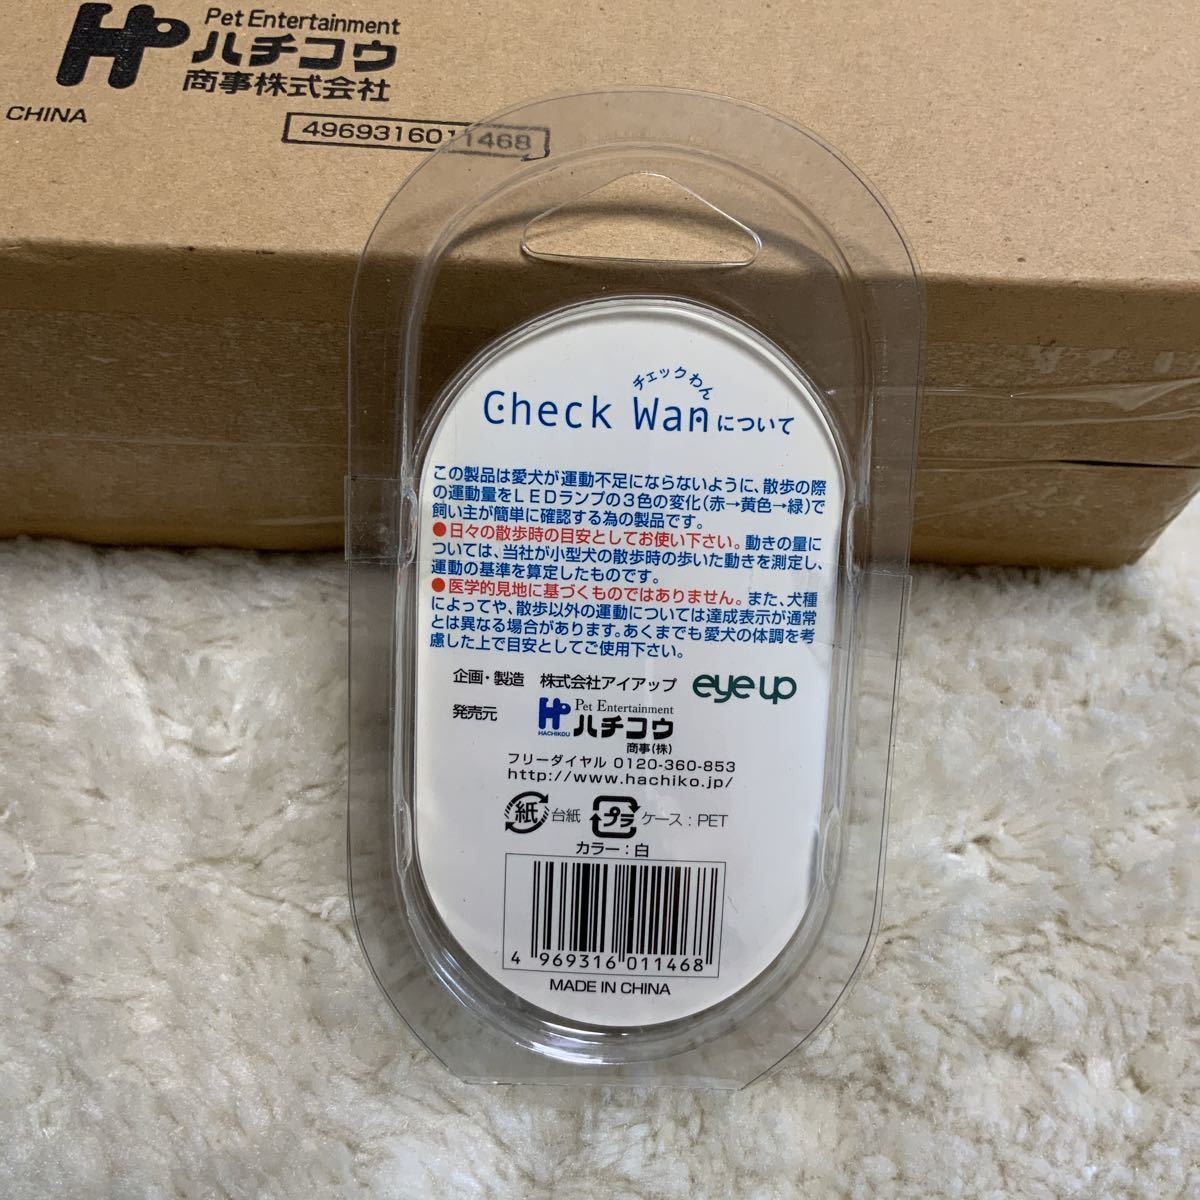 Pet Entertainment
ハチコウ
商事株式会社
CHINA
4969316011468
チェックわん
Check Wanについて
この製品は愛犬が運動不足にならないように、散歩の際
の運動量をLEDランプの3色の変化(赤→黄色→緑)で
飼い主が簡単に確認する為の製品です。
●日々の散歩時の目安としてお使い下さい。動きの量に
ついては、当社が小型犬の散歩時の歩いた動きを測定し、
運動の基準を算定したものです。
●医学的見地に基づくものではありません。また、犬種
によってや、散歩以外の運動については達成表示が通常
とは異なる場合があります。あくまでも愛犬の体調を考
慮した上で目安としてご使用下さい。
企画・製造 株式会社アイアップ eyeup
発売元 HACHIKOU Pet Entertainment
ハチコウ
商事(株)
フリーダイヤル 0120-360-853
http://www.hachiko.jp/
紙 台紙 プラ ケース:PET
カラー:白
4 969316 011468
MADE IN CHINA